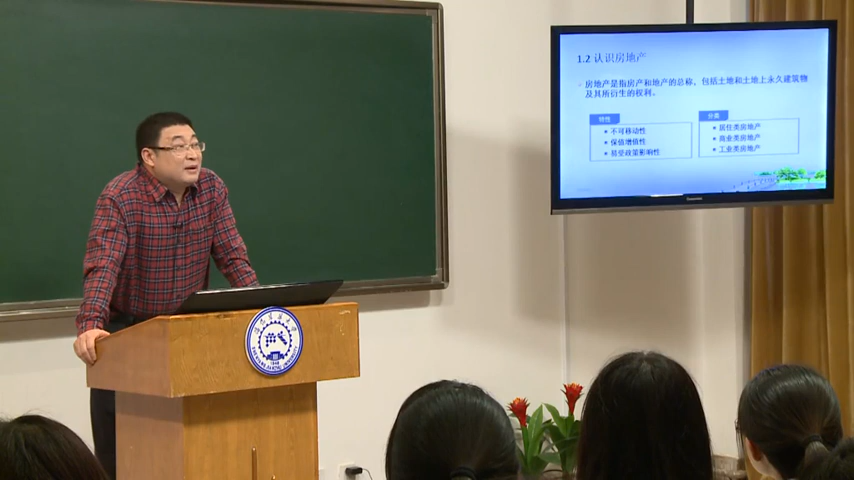 1.2 认识房地产
房地产是指房产和地产的总称，包括土地和土地上永久建筑物
及其所衍生的权利。
特性
不可移动性
保值增值性
易受政策影响性
分类
居住类房地产
商业类房地产
工业类房地产